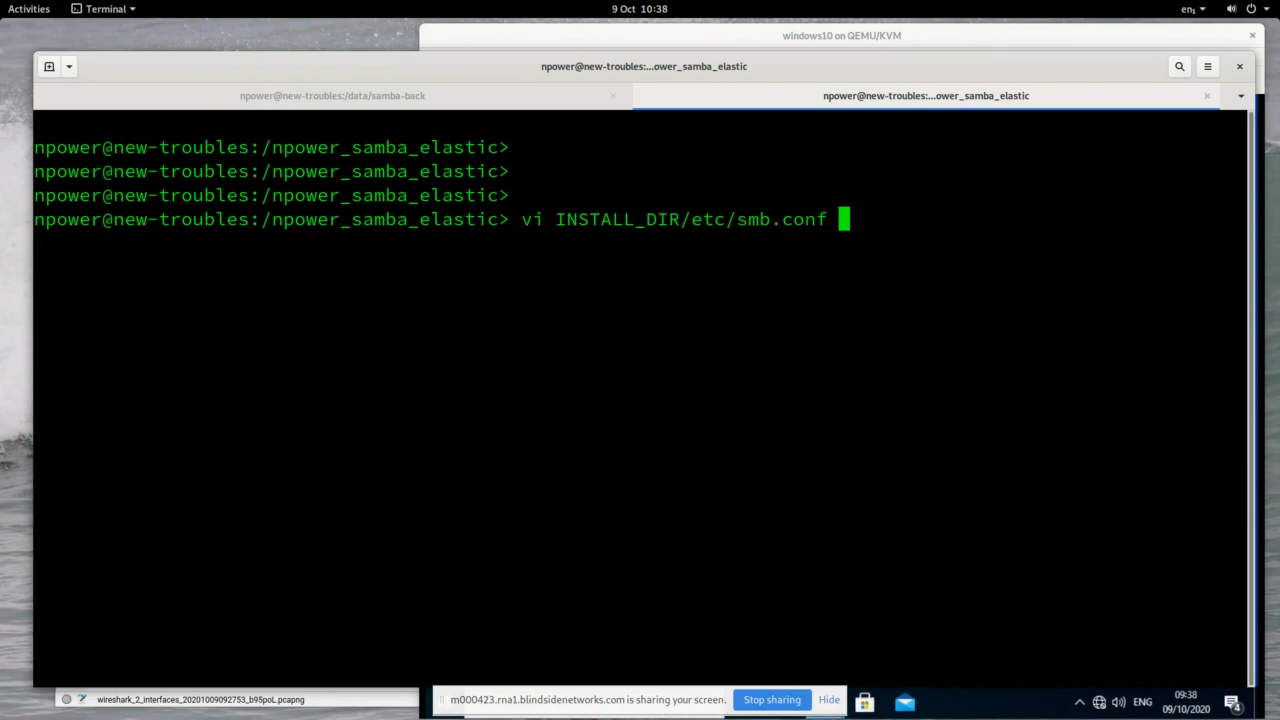 Activities
Terminal
9 Oct 10:38
en₁
windows10 on QEMU/KVM
npower@new-troubles:...ower_samba_elastic
npower@new-troubles:/data/samba-back
npower@new-troubles:...ower_samba_elastic
npower@new-troubles:/npower_samba_elastic>
npower@new-troubles:/npower_samba_elastic>
npower@new-troubles:/npower_samba_elastic>
npower@new-troubles:/npower_samba_elastic> vi INSTALL_DIR/etc/smb.conf
wireshark_2_interfaces_20201009092753_b95poL.pcapng
m000423.rna1.blindsidenetworks.com is sharing your screen.
Stop sharing
Hide
ENG
09:38
09/10/2020
4